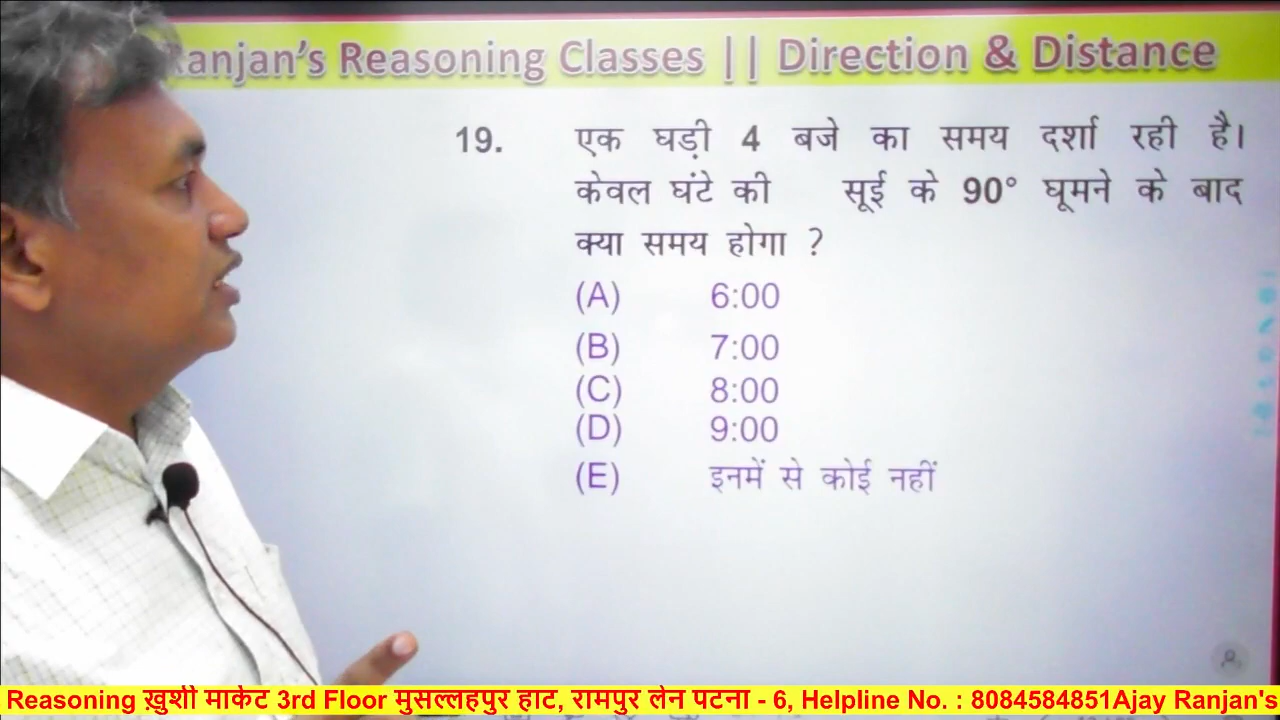 Ranjan's Reasoning Classes || Direction & Distance
19. एक घड़ी 4 बजे का समय दर्शा रही है।
केवल घंटे की सूई के 90° घूमने के बाद
क्या समय होगा ?
(A) 6:00
(B) 7:00
(C) 8:00
(D) 9:00
(E) इनमें से कोई नहीं
Reasoning ख़ुशी मार्केट 3rd Floor मुसल्लहपुर हाट, रामपुर लेन पटना - 6, Helpline No. : 8084584851Ajay Ranjan's